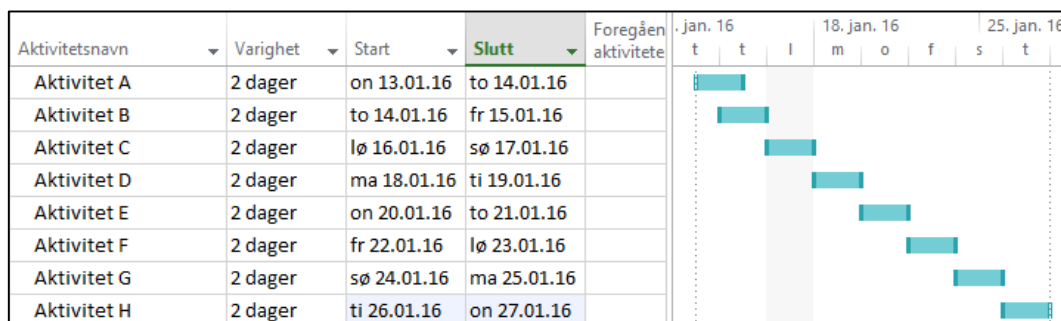 Aktivitetsnavn Varighet Start Slutt Foregåen aktivitete . jan. 16 18. jan. 16 25. jan. 16
t t l m o f s t
Aktivitet A 2 dager on 13.01.16 to 14.01.16
Aktivitet B 2 dager to 14.01.16 fr 15.01.16
Aktivitet C 2 dager lø 16.01.16 sø 17.01.16
Aktivitet D 2 dager ma 18.01.16 ti 19.01.16
Aktivitet E 2 dager on 20.01.16 to 21.01.16
Aktivitet F 2 dager fr 22.01.16 lø 23.01.16
Aktivitet G 2 dager sø 24.01.16 ma 25.01.16
Aktivitet H 2 dager ti 26.01.16 on 27.01.16